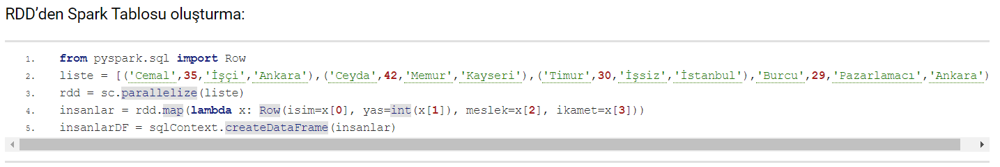 RDD’den Spark Tablosu oluşturma:
1. from pyspark.sql import Row
2. liste = [('Cemal',35,'İşçi','Ankara'),('Ceyda',42,'Memur','Kayseri'),('Timur',30,'İşsiz','İstanbul'),'Burcu',29,'Pazarlamacı','Ankara')
3. rdd = sc.parallelize(liste)
4. insanlar = rdd.map(lambda x: Row(isim=x[0], yas=int(x[1]), meslek=x[2], ikamet=x[3]))
5. insanlarDF = sqlContext.createDataFrame(insanlar)